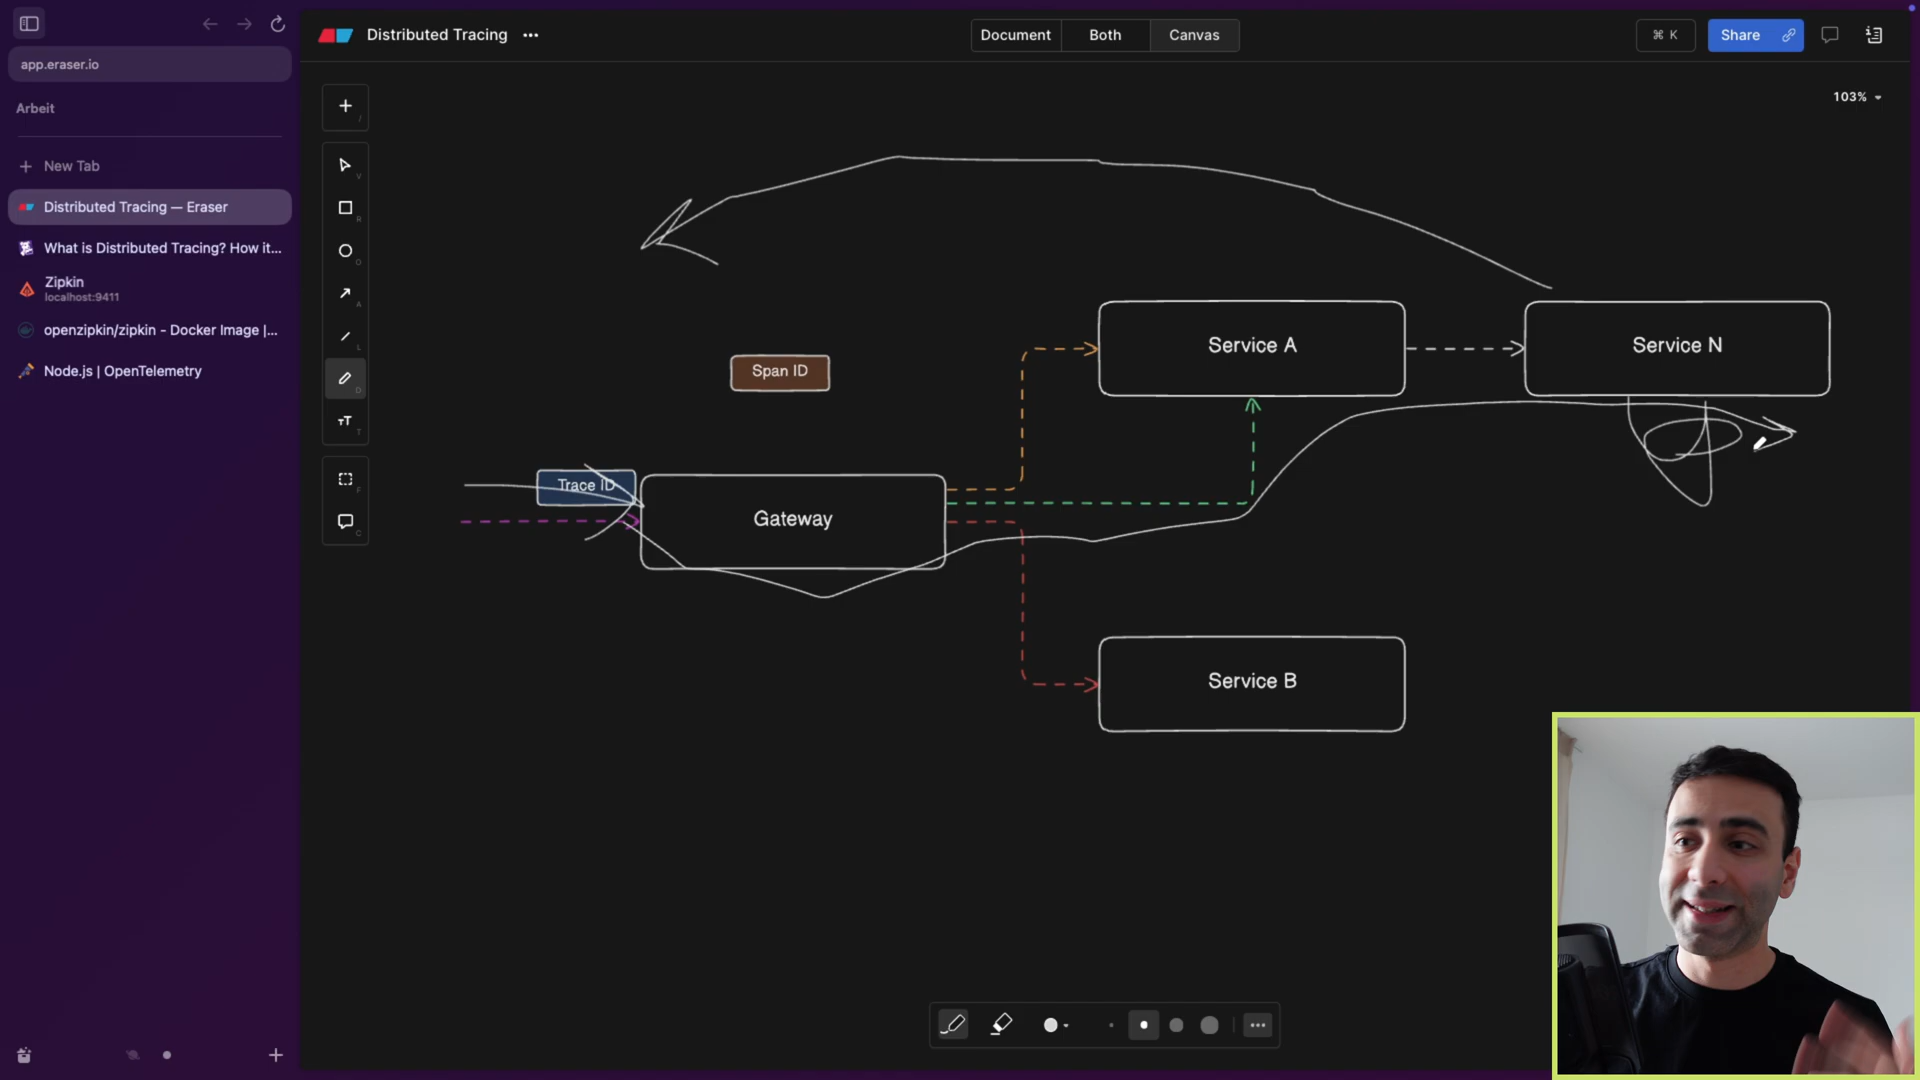 app.eraser.io
Arbeit
New Tab
Distributed Tracing — Eraser
What is Distributed Tracing? How it...
Zipkin
localhost:9411
openzipkin/zipkin - Docker Image |...
Node.js | OpenTelemetry
Distributed Tracing
Document
Both
Canvas
⌘ K
Share
103%
/
V
R
O
A
L
D
T
F
C
Span ID
Service A
Service N
Trace ID
Gateway
Service B